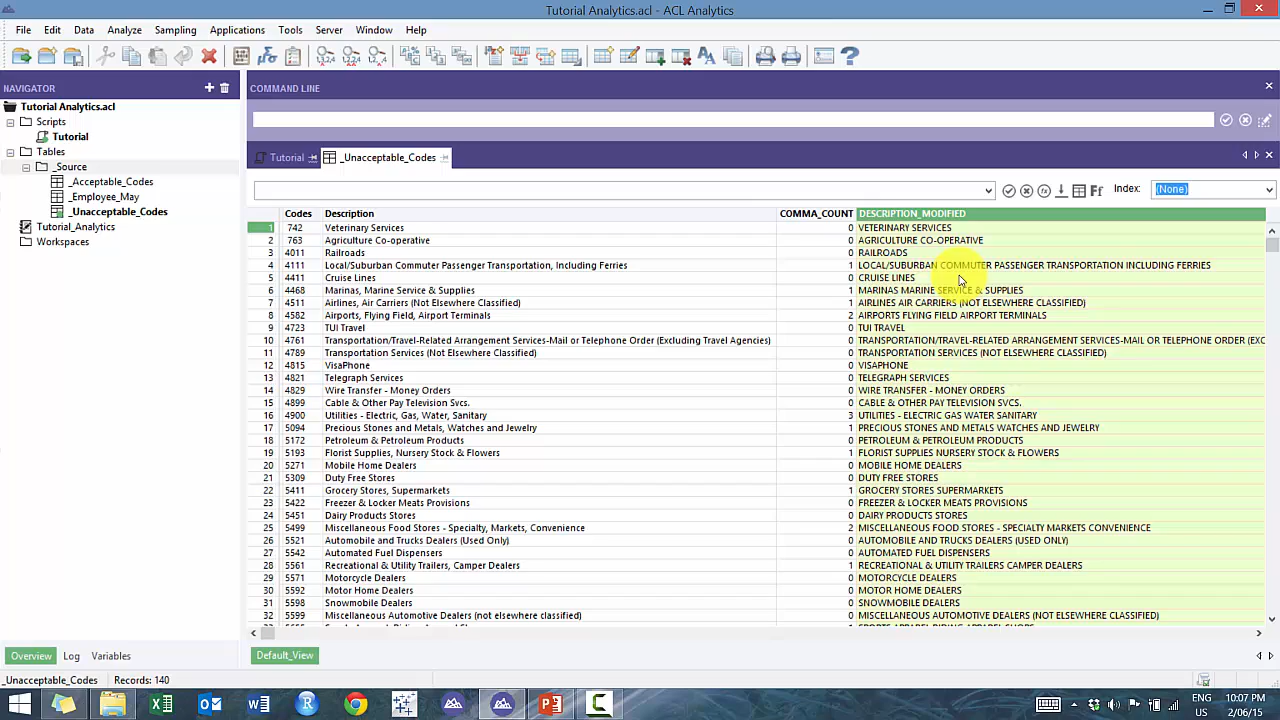 Tutorial Analytics.acl - ACL Analytics
File Edit Data Analyze Sampling Applications Tools Server Window Help
NAVIGATOR
COMMAND LINE
Tutorial Analytics.acl
Scripts
Tutorial
Tables
_Source
_Acceptable_Codes
_Employee_May
_Unacceptable_Codes
Tutorial_Analytics
Workspaces
Tutorial _Unacceptable_Codes
Index: (None)
Codes Description COMMA_COUNT DESCRIPTION_MODIFIED
1 742 Veterinary Services 0 VETERINARY SERVICES
2 763 Agriculture Co-operative 0 AGRICULTURE CO-OPERATIVE
3 4011 Railroads 0 RAILROADS
4 4111 Local/Suburban Commuter Passenger Transportation, Including Ferries 1 LOCAL/SUBURBAN COMMUTER PASSENGER TRANSPORTATION INCLUDING FERRIES
5 4411 Cruise Lines 0 CRUISE LINES
6 4468 Marinas, Marine Service & Supplies 1 MARINAS MARINE SERVICE & SUPPLIES
7 4511 Airlines, Air Carriers (Not Elsewhere Classified) 1 AIRLINES AIR CARRIERS (NOT ELSEWHERE CLASSIFIED)
8 4582 Airports, Flying Field, Airport Terminals 2 AIRPORTS FLYING FIELD AIRPORT TERMINALS
9 4723 TUI Travel 0 TUI TRAVEL
10 4761 Transportation/Travel-Related Arrangement Services-Mail or Telephone Order (Excluding Travel Agencies) 0 TRANSPORTATION/TRAVEL-RELATED ARRANGEMENT SERVICES-MAIL OR TELEPHONE ORDER (EXC
11 4789 Transportation Services (Not Elsewhere Classified) 0 TRANSPORTATION SERVICES (NOT ELSEWHERE CLASSIFIED)
12 4815 VisaPhone 0 VISAPHONE
13 4821 Telegraph Services 0 TELEGRAPH SERVICES
14 4829 Wire Transfer - Money Orders 0 WIRE TRANSFER - MONEY ORDERS
15 4899 Cable & Other Pay Television Svcs. 0 CABLE & OTHER PAY TELEVISION SVCS.
16 4900 Utilities - Electric, Gas, Water, Sanitary 3 UTILITIES - ELECTRIC GAS WATER SANITARY
17 5094 Precious Stones and Metals, Watches and Jewelry 1 PRECIOUS STONES AND METALS WATCHES AND JEWELRY
18 5172 Petroleum & Petroleum Products 0 PETROLEUM & PETROLEUM PRODUCTS
19 5193 Florist Supplies, Nursery Stock & Flowers 1 FLORIST SUPPLIES NURSERY STOCK & FLOWERS
20 5271 Mobile Home Dealers 0 MOBILE HOME DEALERS
21 5309 Duty Free Stores 0 DUTY FREE STORES
22 5411 Grocery Stores, Supermarkets 1 GROCERY STORES SUPERMARKETS
23 5422 Freezer & Locker Meats Provisions 0 FREEZER & LOCKER MEATS PROVISIONS
24 5451 Dairy Products Stores 0 DAIRY PRODUCTS STORES
25 5499 Miscellaneous Food Stores - Specialty, Markets, Convenience 2 MISCELLANEOUS FOOD STORES - SPECIALTY MARKETS CONVENIENCE
26 5521 Automobile and Trucks Dealers (Used Only) 0 AUTOMOBILE AND TRUCKS DEALERS (USED ONLY)
27 5542 Automated Fuel Dispensers 0 AUTOMATED FUEL DISPENSERS
28 5561 Recreational & Utility Trailers, Camper Dealers 1 RECREATIONAL & UTILITY TRAILERS CAMPER DEALERS
29 5571 Motorcycle Dealers 0 MOTORCYCLE DEALERS
30 5592 Motor Home Dealers 0 MOTOR HOME DEALERS
31 5598 Snowmobile Dealers 0 SNOWMOBILE DEALERS
32 5599 Miscellaneous Automotive Dealers (not elsewhere classified) 0 MISCELLANEOUS AUTOMOTIVE DEALERS (NOT ELSEWHERE CLASSIFIED)
Overview Log Variables
Default_View
_Unacceptable_Codes Records: 140
ENG 10:07 PM
US 2/06/15